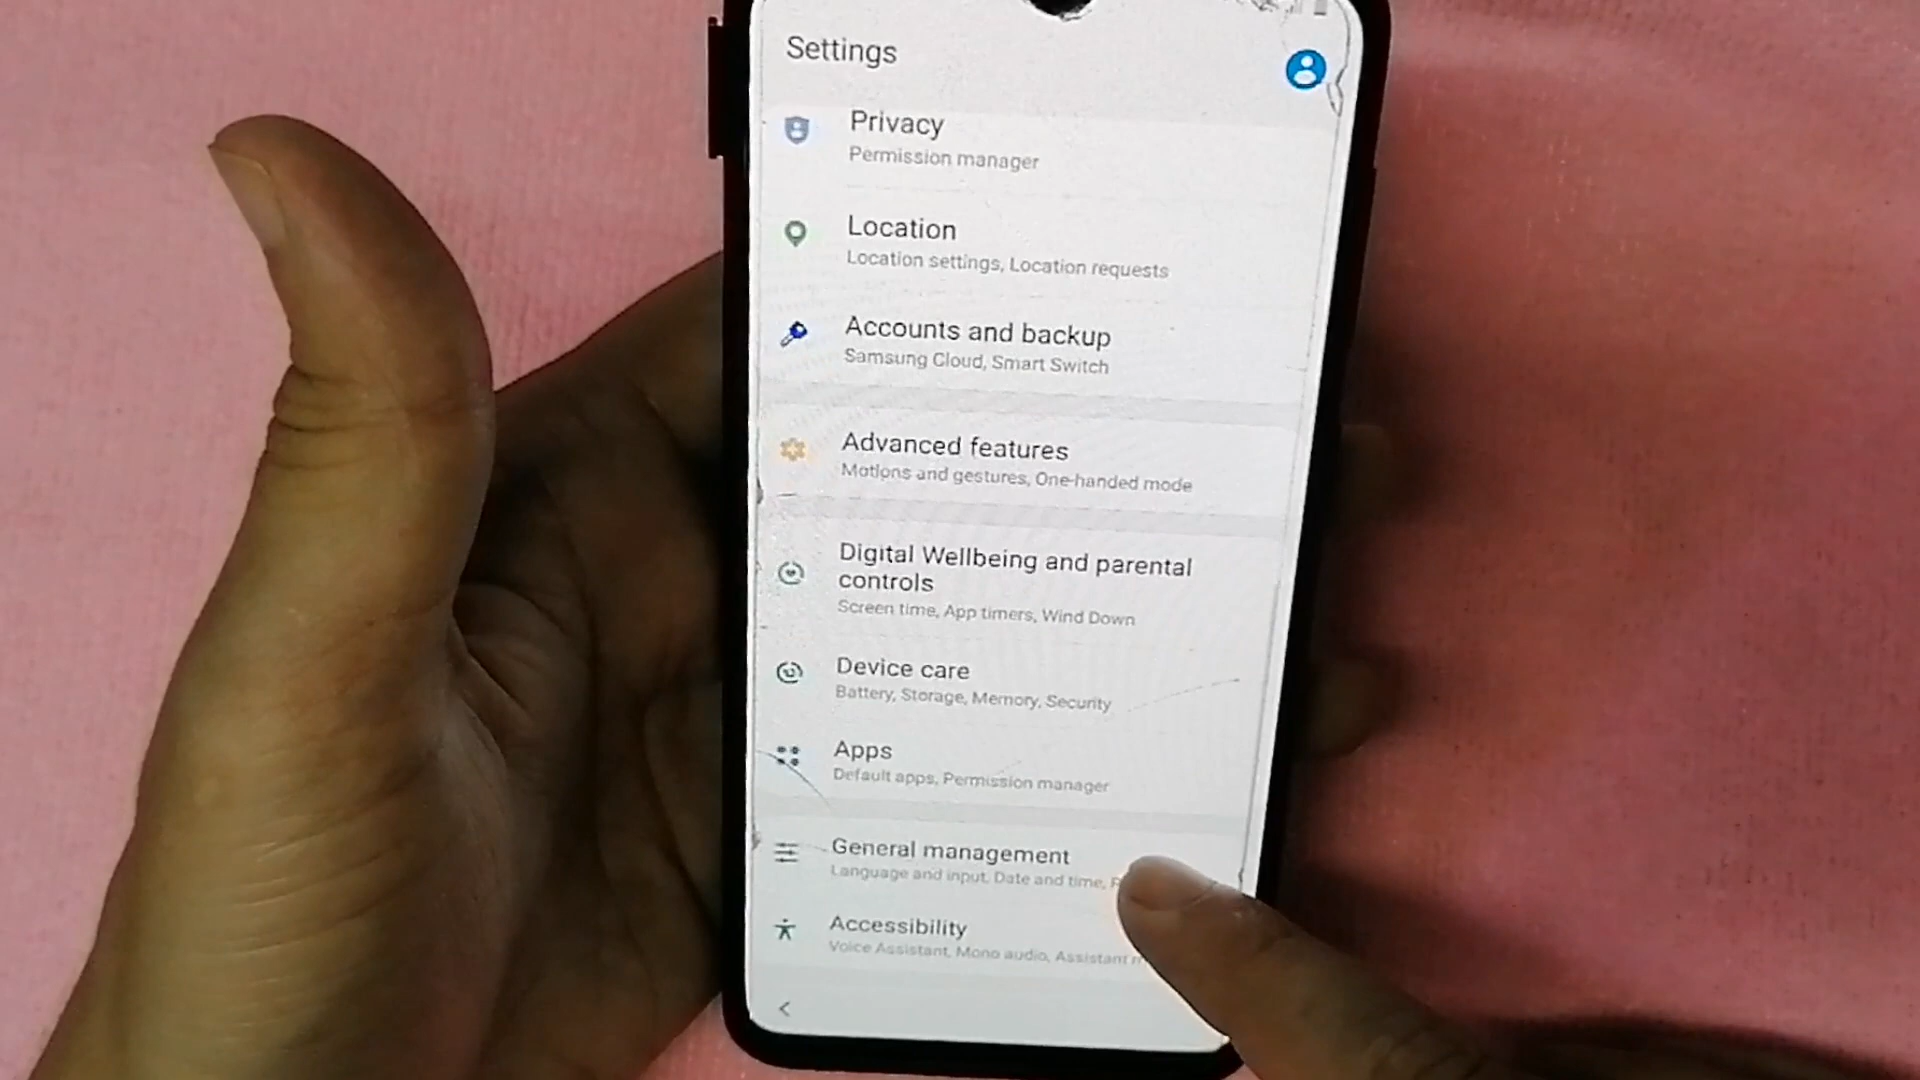 Settings
Privacy
Permission manager
Location
Location settings, Location requests
Accounts and backup
Samsung Cloud, Smart Switch
Advanced features
Motions and gestures, One-handed mode
Digital Wellbeing and parental
controls
Screen time, App timers, Wind Down
Device care
Battery, Storage, Memory, Security
Apps
Default apps, Permission manager
General management
Language and input, Date and time,
Accessibility
Voice Assistant, Mono audio, Assistant